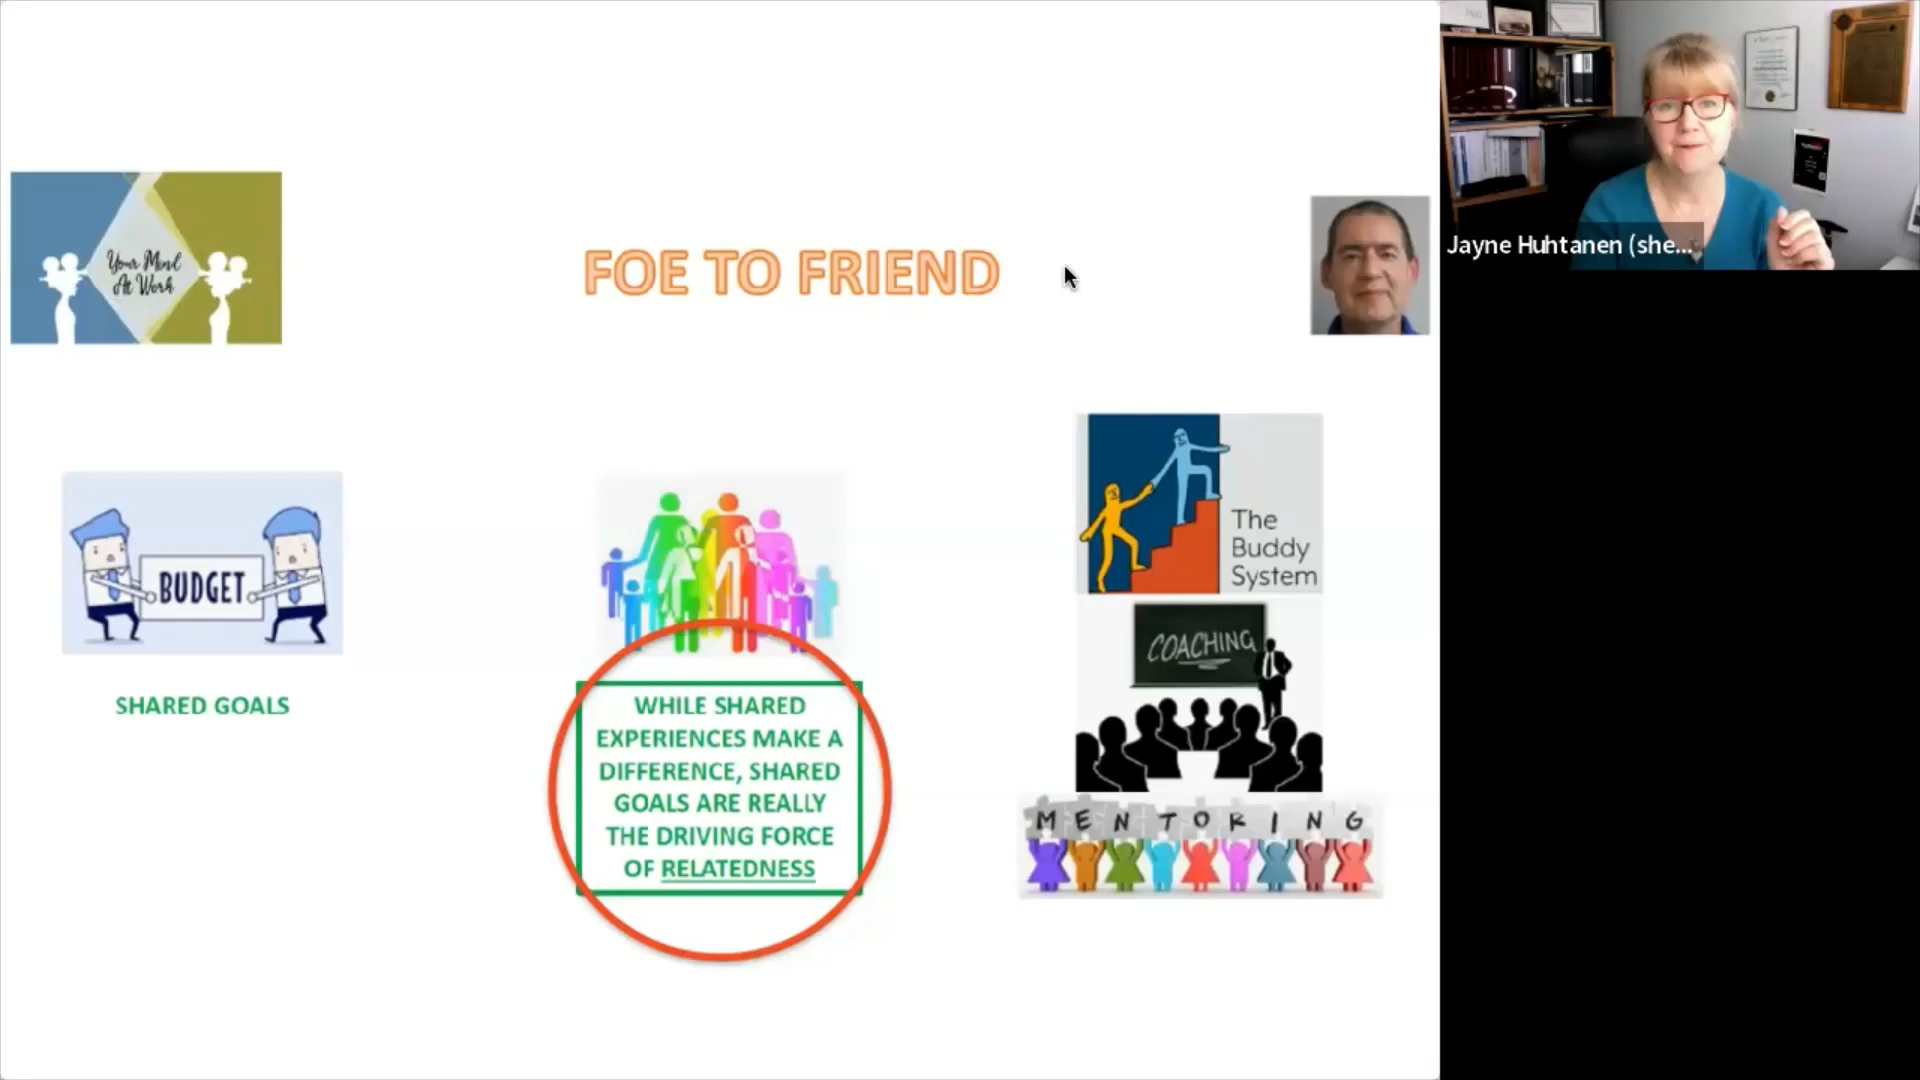 Your Mind
At Work
FOE TO FRIEND
Jayne Huhtanen (she...
BUDGET
SHARED GOALS
WHILE SHARED
EXPERIENCES MAKE A
DIFFERENCE, SHARED
GOALS ARE REALLY
THE DRIVING FORCE
OF RELATEDNESS
The
Buddy
System
COACHING
MENTORING